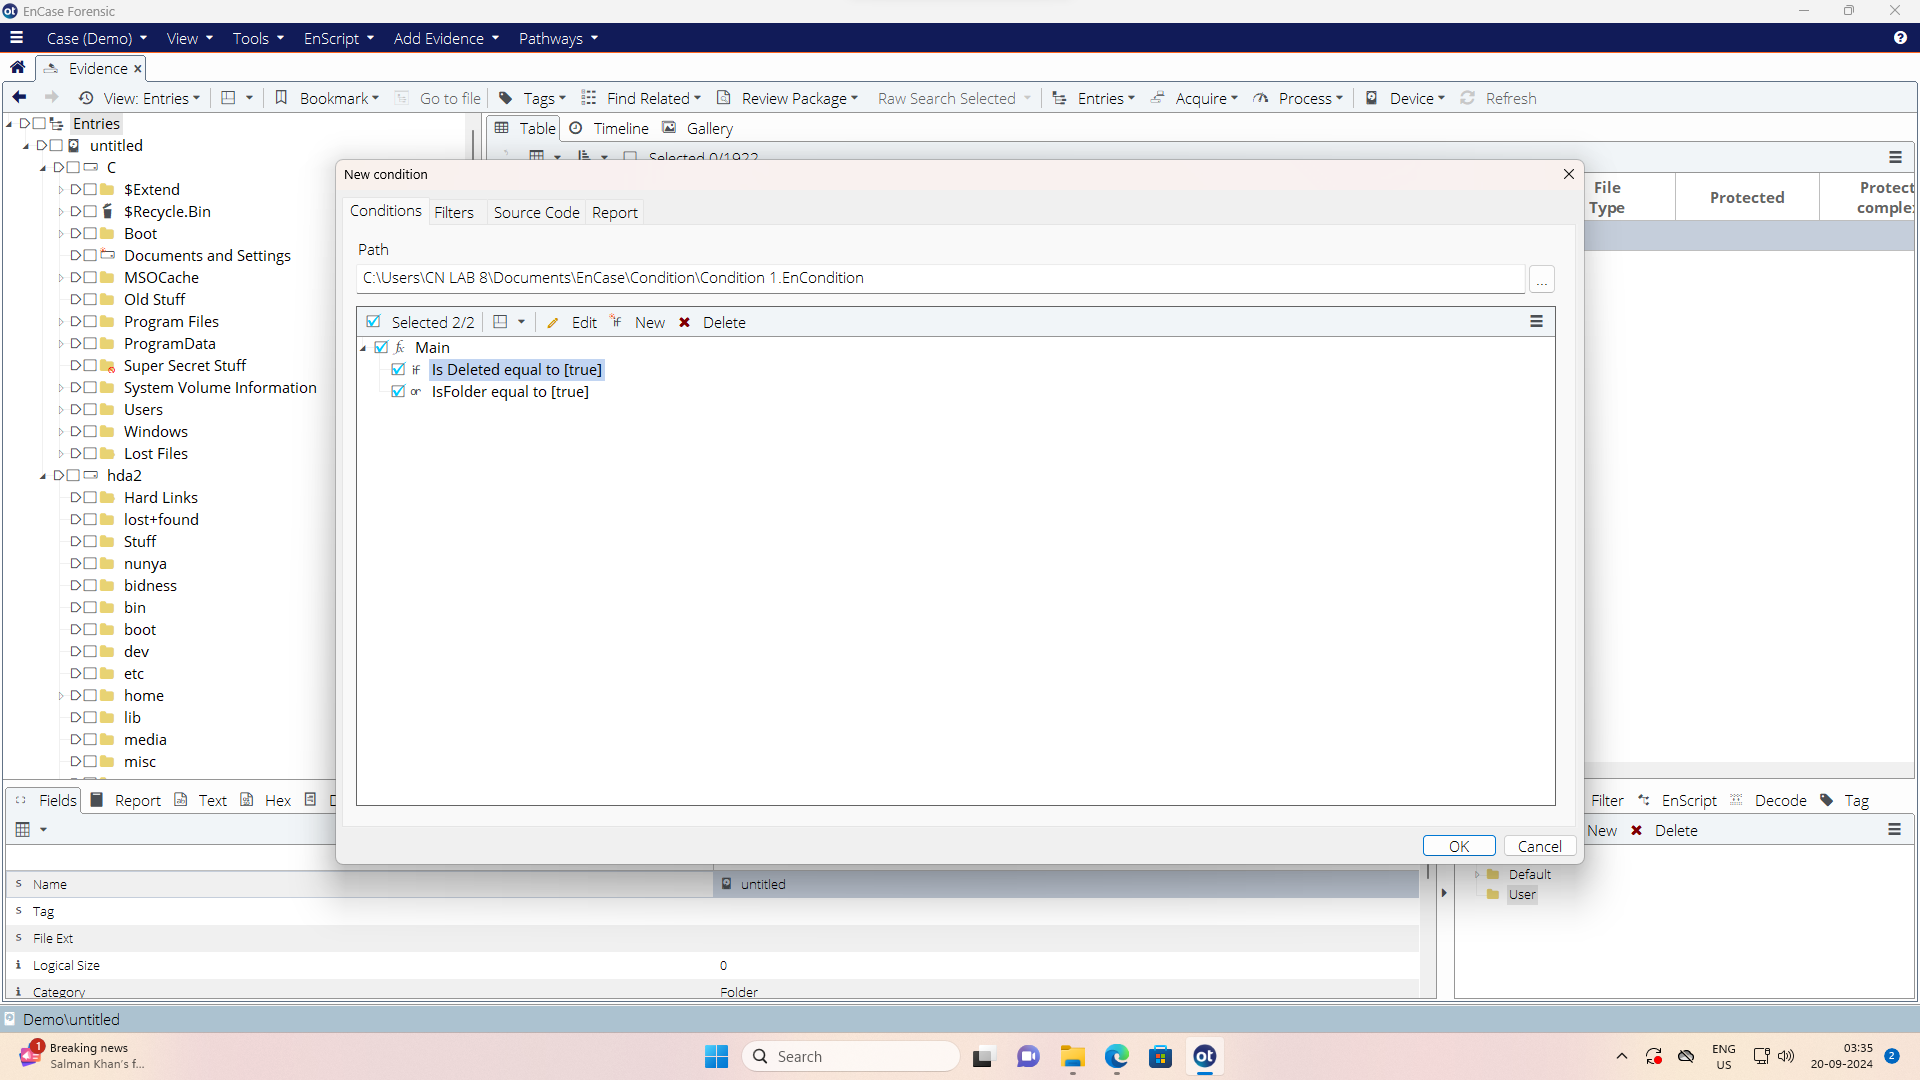 EnCase Forensic
Case (Demo) View Tools EnScript Add Evidence Pathways
Evidence
View: Entries Bookmark Go to file Tags Find Related Review Package Raw Search Selected Entries Acquire Process Device Refresh
Entries
untitled
C
$Extend
$Recycle.Bin
Boot
Documents and Settings
MSOCache
Old Stuff
Program Files
ProgramData
Super Secret Stuff
System Volume Information
Users
Windows
Lost Files
hda2
Hard Links
lost+found
Stuff
nunya
bidness
bin
boot
dev
etc
home
lib
media
misc
Table Timeline Gallery
Selected 0/1922
File Type
Protected
Protect
comple
New condition
Conditions Filters Source Code Report
Path
C:\Users\CN LAB 8\Documents\EnCase\Condition\Condition 1.EnCondition
...
Selected 2/2 Edit if New Delete
fx Main
if Is Deleted equal to [true]
or IsFolder equal to [true]
OK Cancel
Fields Report Text Hex D
S Name untitled
S Tag
S File Ext
i Logical Size 0
i Category Folder
Filter EnScript Decode Tag
New Delete
Default
User
Demo\untitled
1 Breaking news
Salman Khan's f...
Search
ot
ENG
US
03:35
20-09-2024
2